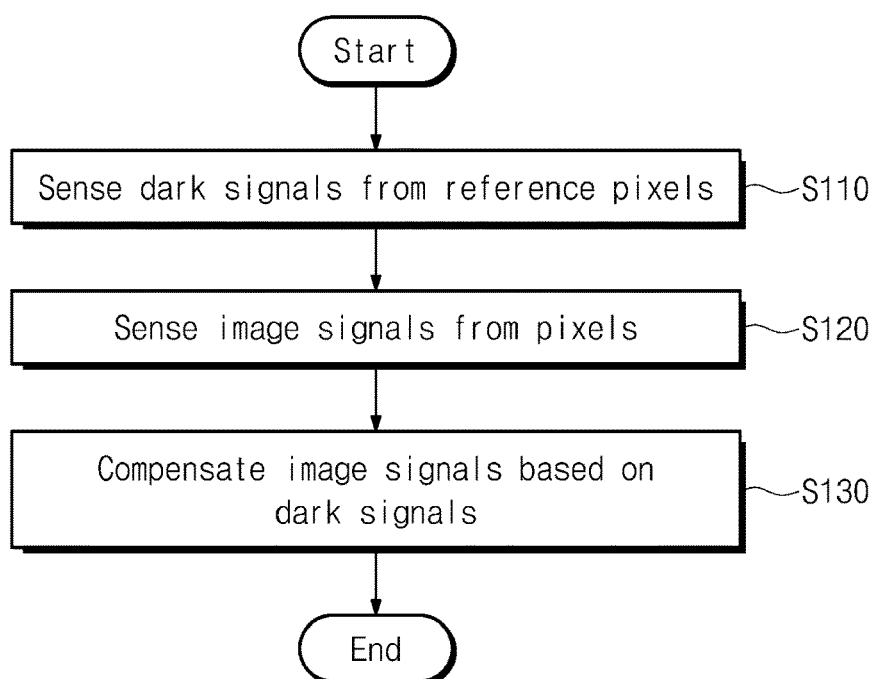 Start
Sense dark signals from reference pixels
S110
Sense image signals from pixels
S120
Compensate image signals based on
dark signals
S130
End